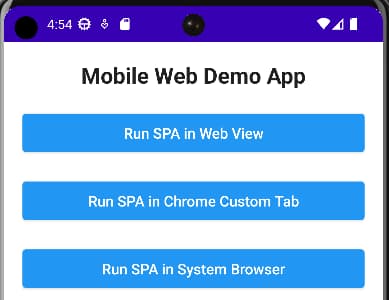 4:54
Mobile Web Demo App
Run SPA in Web View
Run SPA in Chrome Custom Tab
Run SPA in System Browser